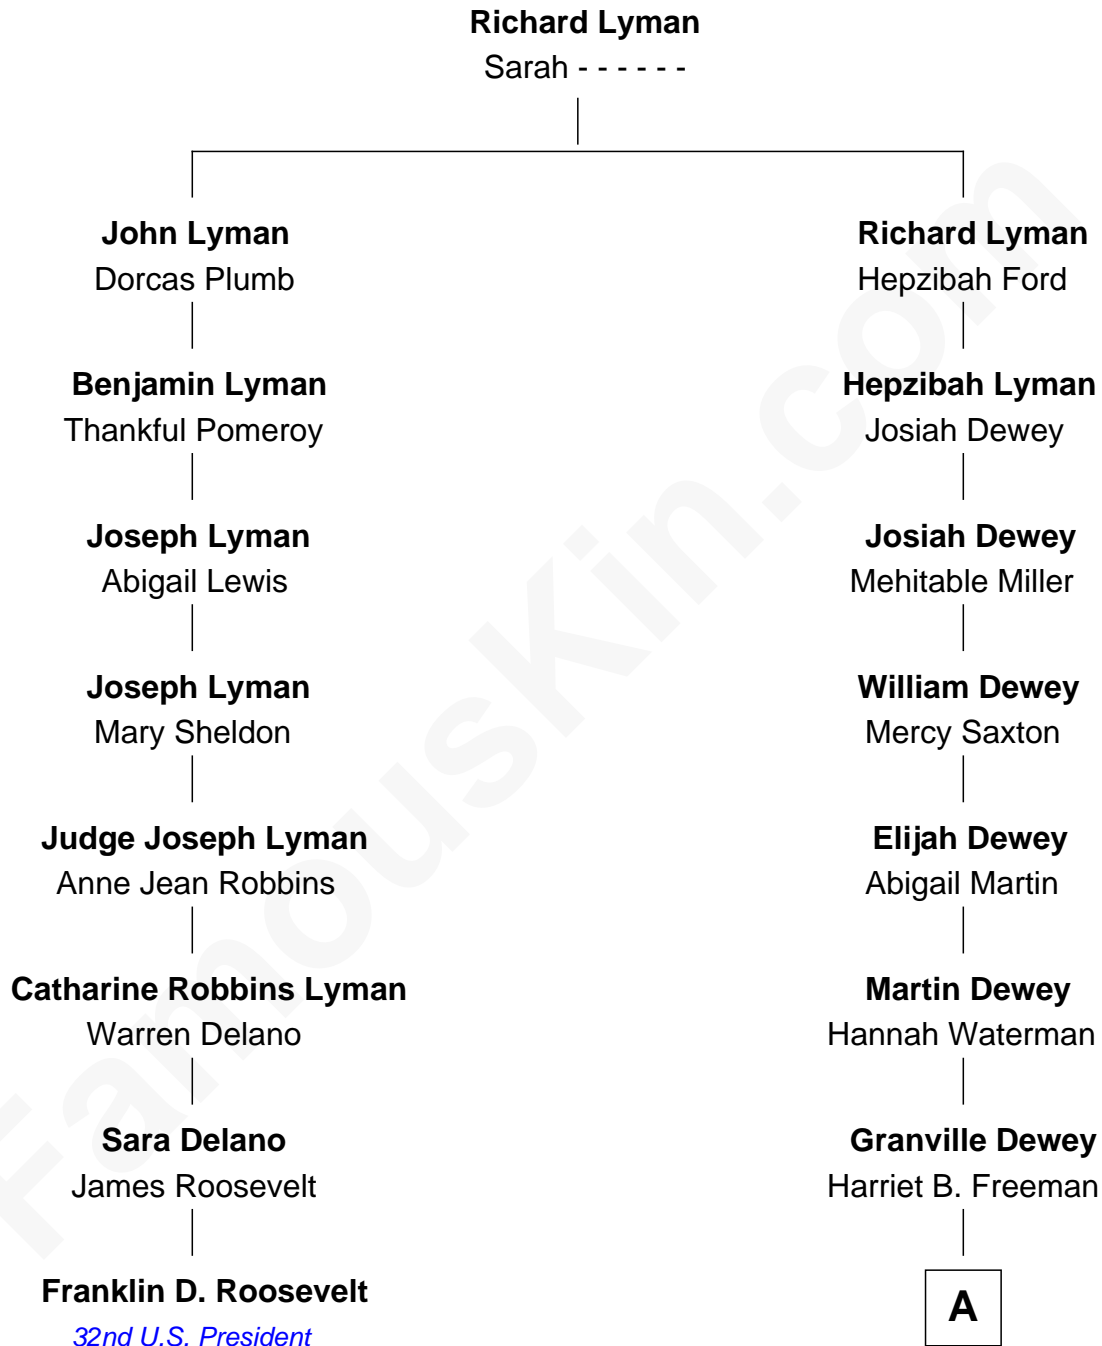 Richard Lyman
Sarah - - - - - -
John Lyman
Dorcas Plumb
Richard Lyman
Hepzibah Ford
Benjamin Lyman
Thankful Pomeroy
Hepzibah Lyman
Josiah Dewey
Joseph Lyman
Abigail Lewis
Josiah Dewey
Mehitable Miller
Joseph Lyman
Mary Sheldon
William Dewey
Mercy Saxton
Judge Joseph Lyman
Anne Jean Robbins
Elijah Dewey
Abigail Martin
Catharine Robbins Lyman
Warren Delano
Martin Dewey
Hannah Waterman
Sara Delano
James Roosevelt
Granville Dewey
Harriet B. Freeman
Franklin D. Roosevelt
32nd U.S. President
A
FamousKin.com